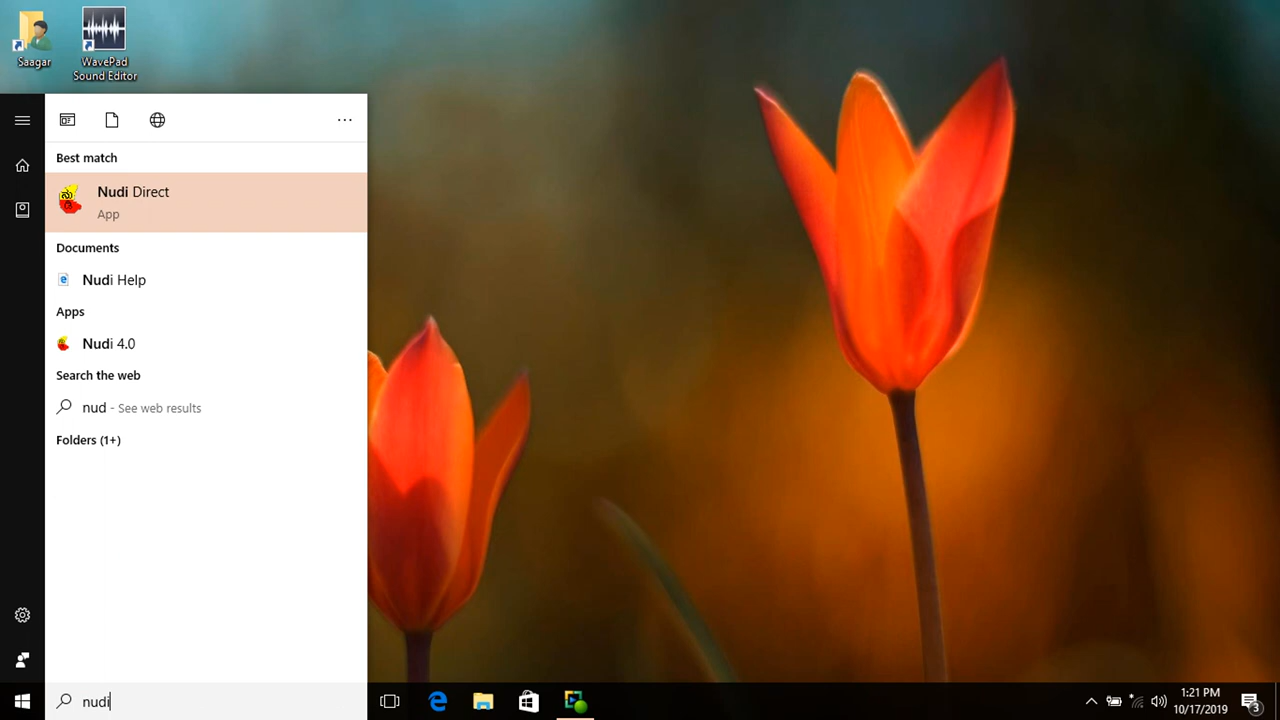 Saagar
WavePad
Sound Editor
Best match
Nudi Direct
App
Documents
Nudi Help
Apps
Nudi 4.0
Search the web
nud - See web results
Folders (1+)
nudi
1:21 PM
10/17/2019
3